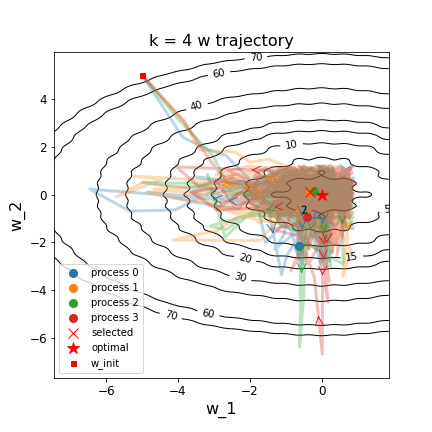 k = 4 w trajectory
70
60
40
10
4
2
0
−2
−4
−6
w_2
2
5
20
15
30
60
70
process 0
process 1
process 2
process 3
selected
optimal
w_init
−6
−4
−2
0
w_1